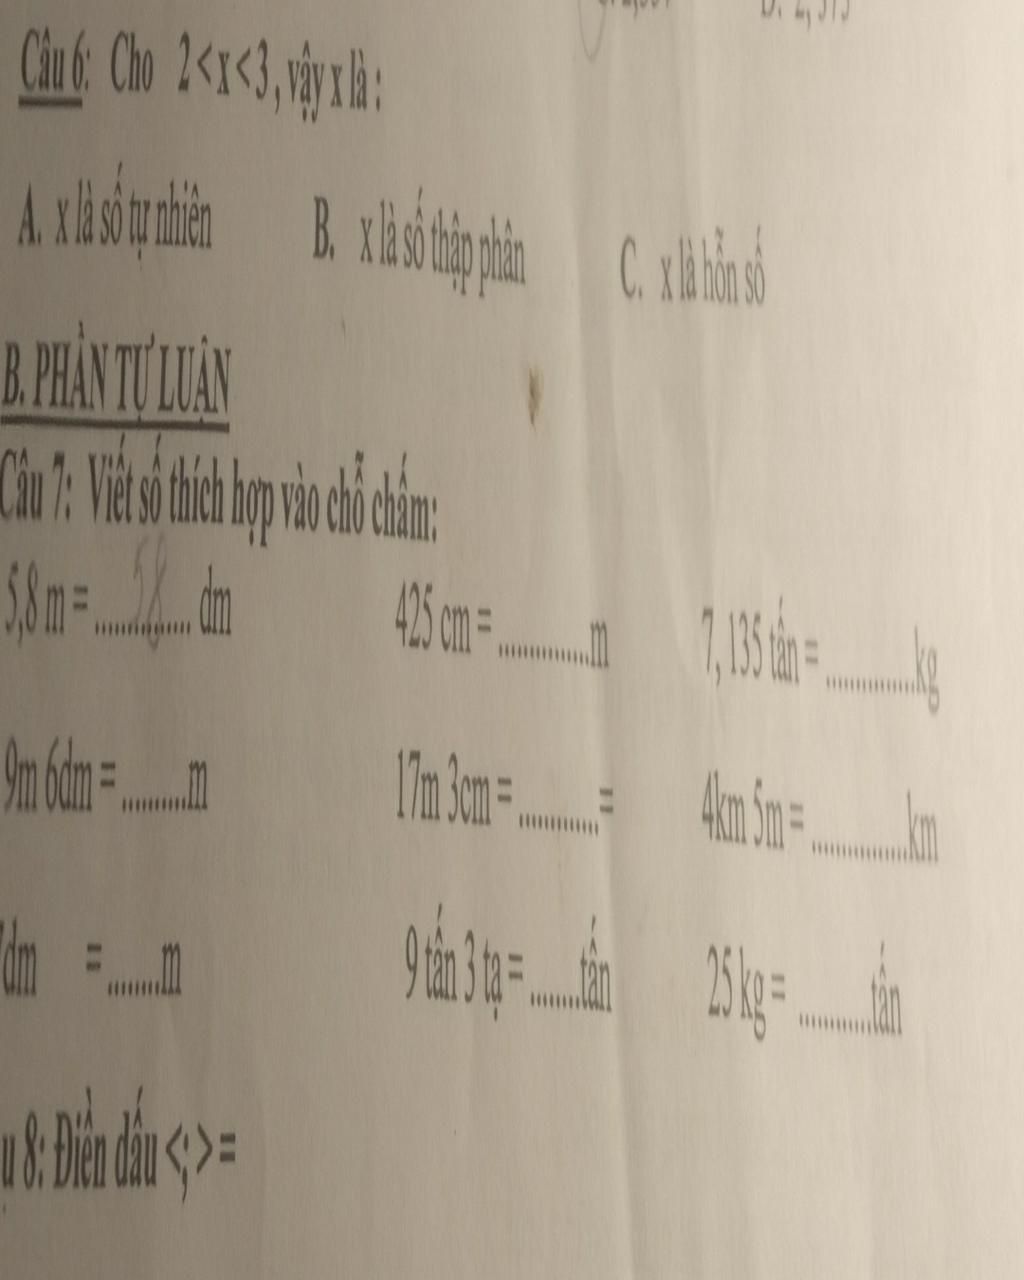 Câu 6: Cho 2<x<3, vậy x là :
A. x là số tự nhiên B. x là số thập phân C. x là hỗn số
B. PHẦN TỰ LUẬN
Câu 7: Viết số thích hợp vào chỗ chấm:
5,8 m = ......58...... dm 425 cm = .............m 7, 135 tấn = .............kg
9m 6dm = .........m 17m 3cm = ............= 4km 5m = ...............km
7dm = ........m 9 tấn 3 tạ = ........tấn 25 kg = ............tấn
u 8: Điền dấu <; > =